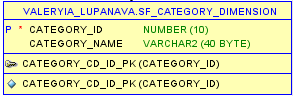 VALERYIA_LUPANAVA.SF_CATEGORY_DIMENSION
P * CATEGORY_ID NUMBER (10)
CATEGORY_NAME VARCHAR2 (40 BYTE)
CATEGORY_CD_ID_PK (CATEGORY_ID)
CATEGORY_CD_ID_PK (CATEGORY_ID)